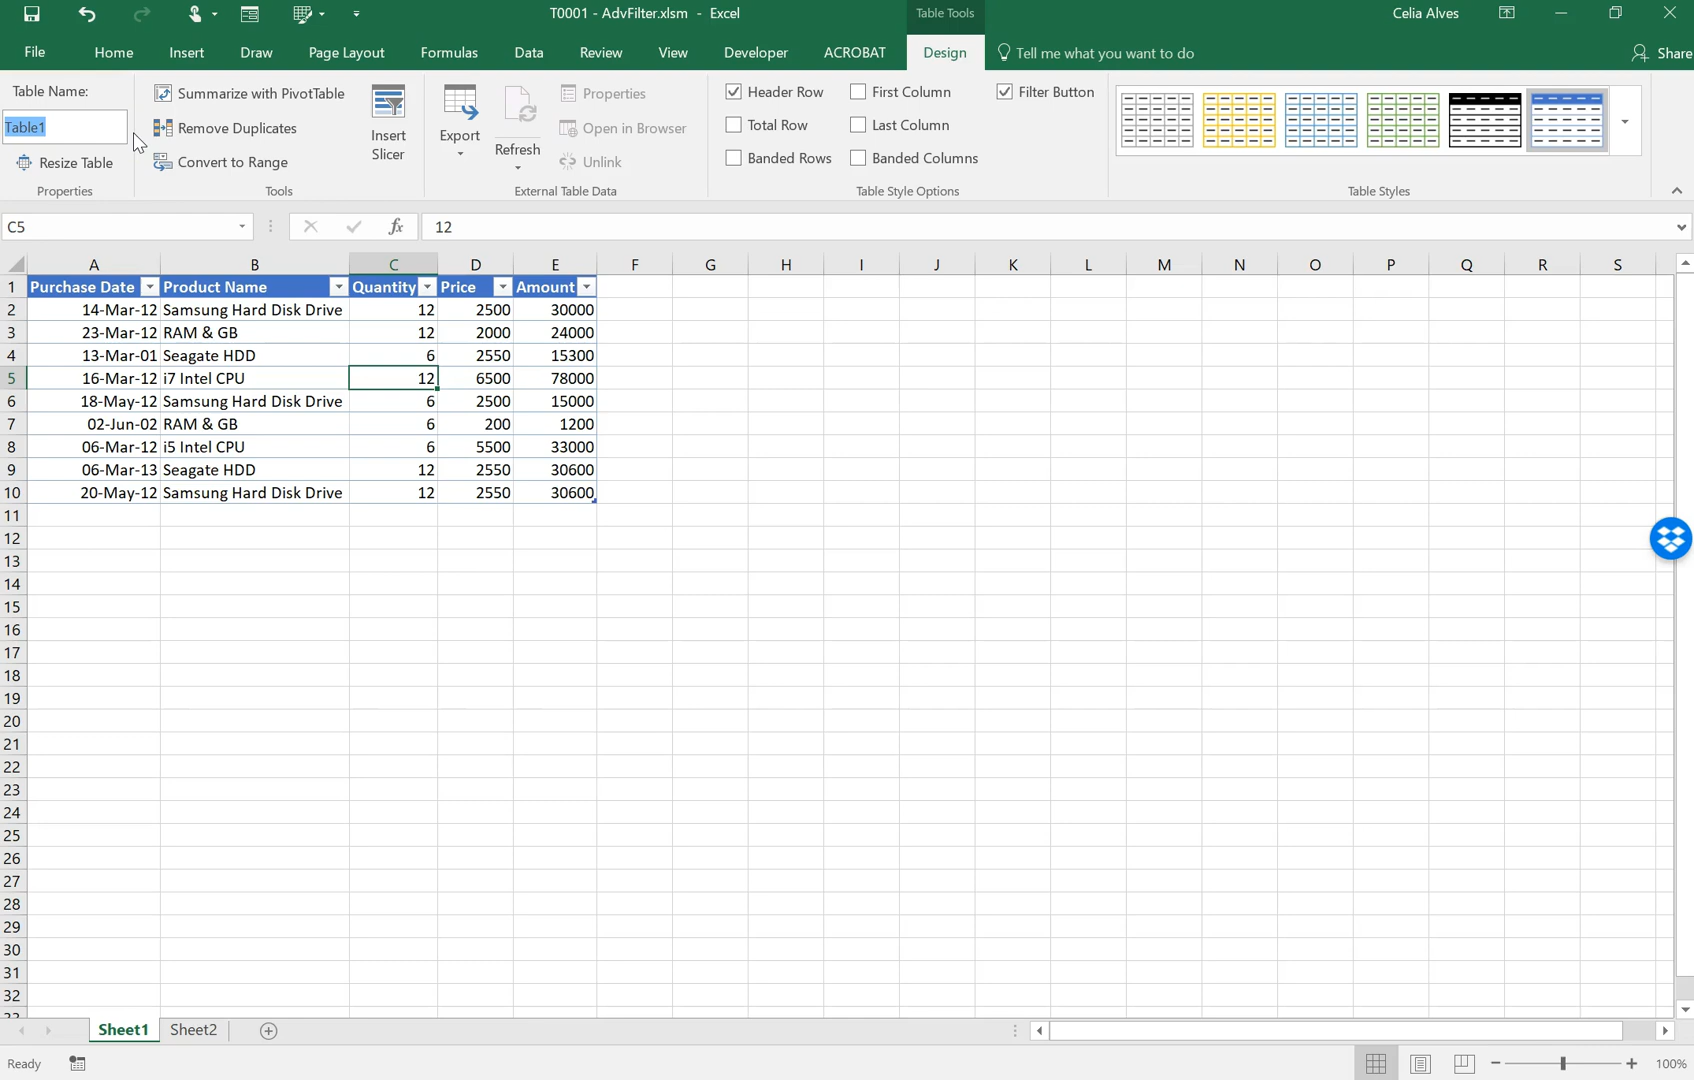 T0001 - AdvFilter.xlsm - Excel
Table Tools
Celia Alves
File Home Insert Draw Page Layout Formulas Data Review View Developer ACROBAT Design Tell me what you want to do Share
Table Name:
Table1
Resize Table
Properties
Summarize with PivotTable
Remove Duplicates
Convert to Range
Tools
Insert
Slicer
Export
Refresh
Properties
Open in Browser
Unlink
External Table Data
Header Row
Total Row
Banded Rows
First Column
Last Column
Banded Columns
Filter Button
Table Style Options
Table Styles
C5 fx 12
A B C D E F G H I J K L M N O P Q R S
1 Purchase Date Product Name Quantity Price Amount
2 14-Mar-12 Samsung Hard Disk Drive 12 2500 30000
3 23-Mar-12 RAM & GB 12 2000 24000
4 13-Mar-01 Seagate HDD 6 2550 15300
5 16-Mar-12 i7 Intel CPU 12 6500 78000
6 18-May-12 Samsung Hard Disk Drive 6 2500 15000
7 02-Jun-02 RAM & GB 6 200 1200
8 06-Mar-12 i5 Intel CPU 6 5500 33000
9 06-Mar-13 Seagate HDD 12 2550 30600
10 20-May-12 Samsung Hard Disk Drive 12 2550 30600
11
12
13
14
15
16
17
18
19
20
21
22
23
24
25
26
27
28
29
30
31
32
Sheet1 Sheet2
Ready 100%